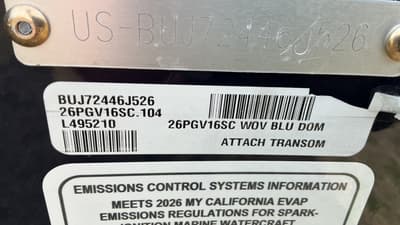 US-BUJ72446J526
BUJ72446J526
26PGV16SC.104
L495210
26PGV16SC WOV BLU DOM
ATTACH TRANSOM
EMISSIONS CONTROL SYSTEMS INFORMATION
MEETS 2026 MY CALIFORNIA EVAP
EMISSIONS REGULATIONS FOR SPARK-
IGNITION MARINE WATERCRAFT